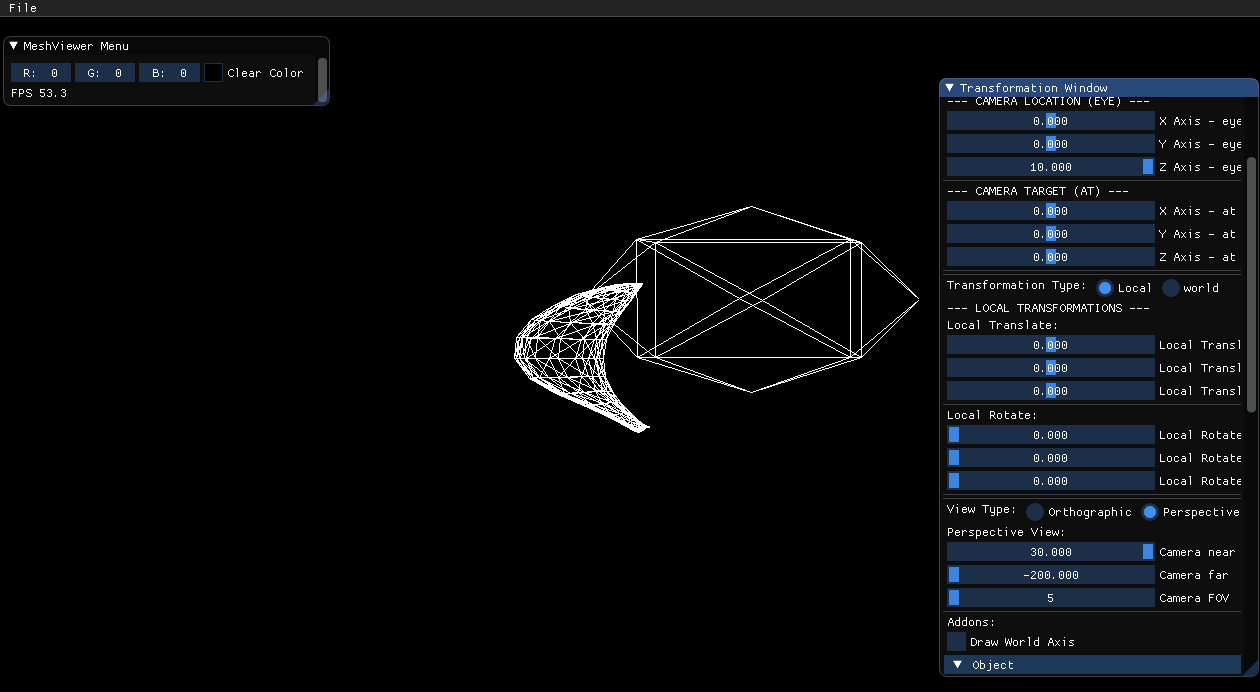 File
MeshViewer Menu
R: 0 G: 0 B: 0 Clear Color
FPS 53.3
Transformation Window
--- CAMERA LOCATION (EYE) ---
0.000 X Axis - eye
0.000 Y Axis - eye
10.000 Z Axis - eye
--- CAMERA TARGET (AT) ---
0.000 X Axis - at
0.000 Y Axis - at
0.000 Z Axis - at
Transformation Type: Local world
--- LOCAL TRANSFORMATIONS ---
Local Translate:
0.000 Local Transl
0.000 Local Transl
0.000 Local Transl
Local Rotate:
0.000 Local Rotate
0.000 Local Rotate
0.000 Local Rotate
View Type: Orthographic Perspective
Perspective View:
30.000 Camera near
-200.000 Camera far
5 Camera FOV
Addons:
Draw World Axis
Object